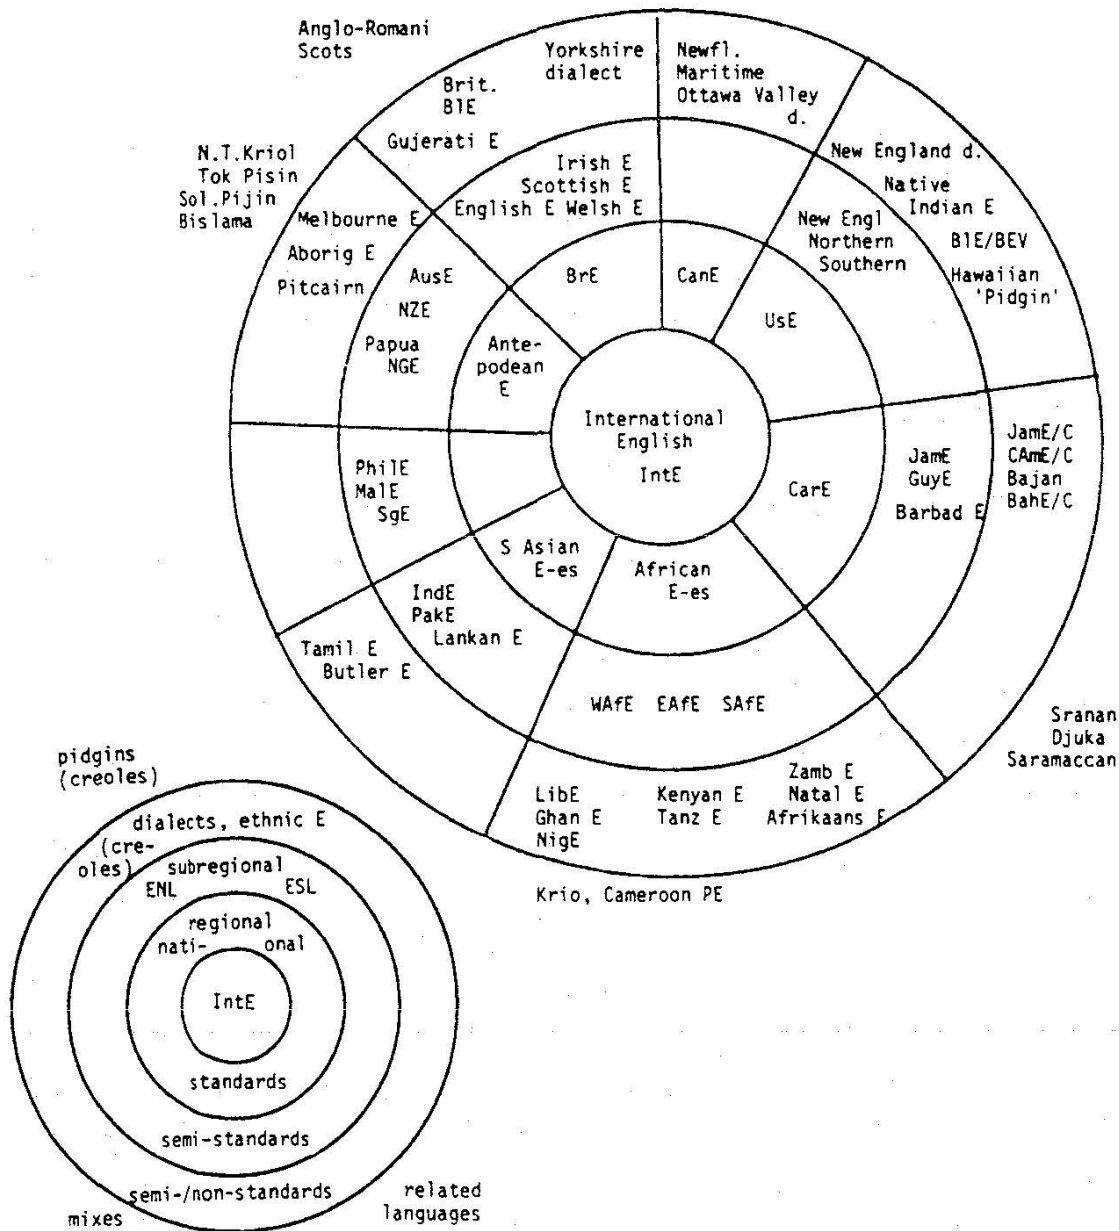 Anglo-Romani
Scots
Yorkshire
dialect
Brit.
BlE
Gujerati E
Newfl.
Maritime
Ottawa Valley
d.
New England d.
Native
Indian E
BlE/BEV
Hawaiian
'Pidgin'
N.T.Kriol
Tok Pisin
Sol.Pijin
Bislama
Melbourne E
Aborig E
Pitcairn
Irish E
Scottish E
English E Welsh E
New Engl
Northern
Southern
AusE
NZE
Papua
NGE
BrE
CanE
UsE
Ante-
podean
E
International
English
IntE
JamE/C
CAmE/C
Bajan
BahE/C
JamE
GuyE
Barbad E
CarE
PhilE
MalE
SgE
S Asian
E-es
African
E-es
IndE
PakE
Lankan E
Tamil E
Butler E
WAfE EAfE SAfE
Sranan
Djuka
Saramaccan
LibE
Ghan E
NigE
Kenyan E
Tanz E
Zamb E
Natal E
Afrikaans E
Krio, Cameroon PE
pidgins
(creoles)
dialects, ethnic E
(cre-
oles)
subregional
ENL ESL
regional
nati- onal
IntE
standards
semi-standards
semi-/non-standards
mixes
related
languages